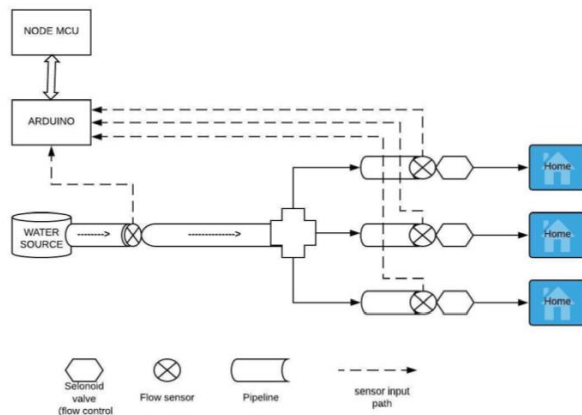 NODE MCU
ARDUINO
WATER
SOURCE
Home
Home
Home
Selonoid
valve
(flow control
Flow sensor
Pipeline
sensor input
path